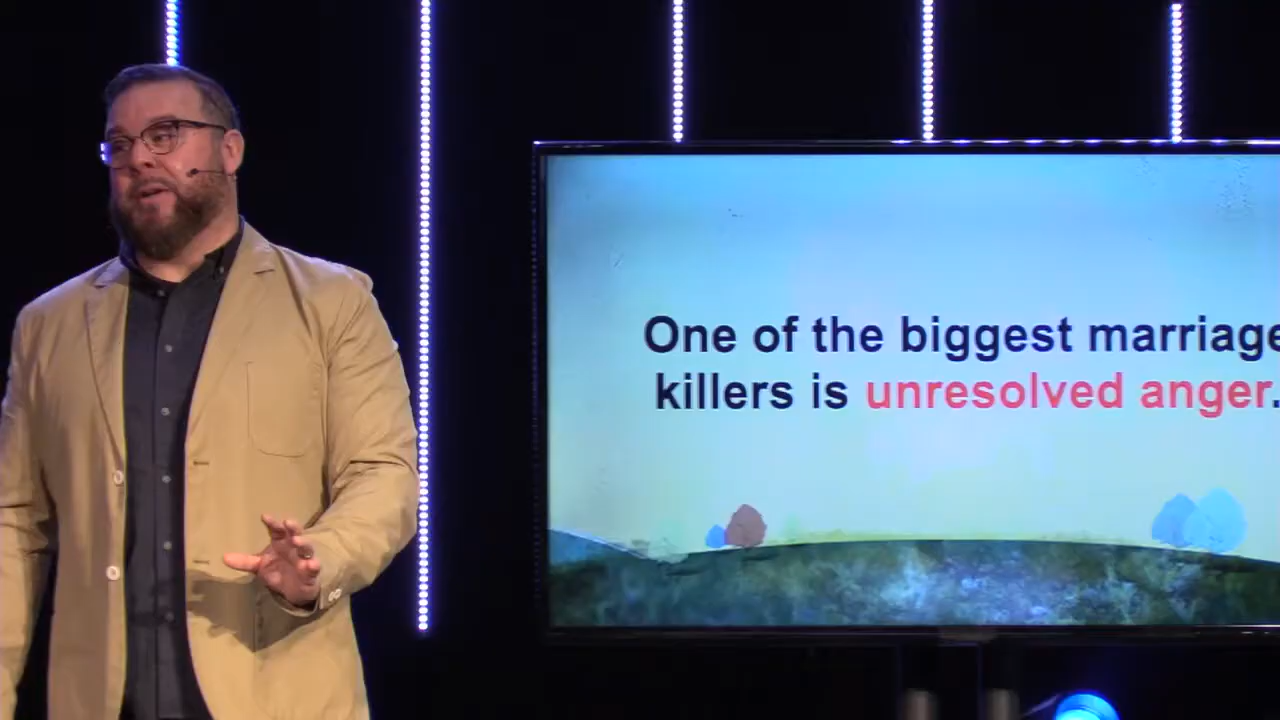 One of the biggest marriage
killers is unresolved anger.